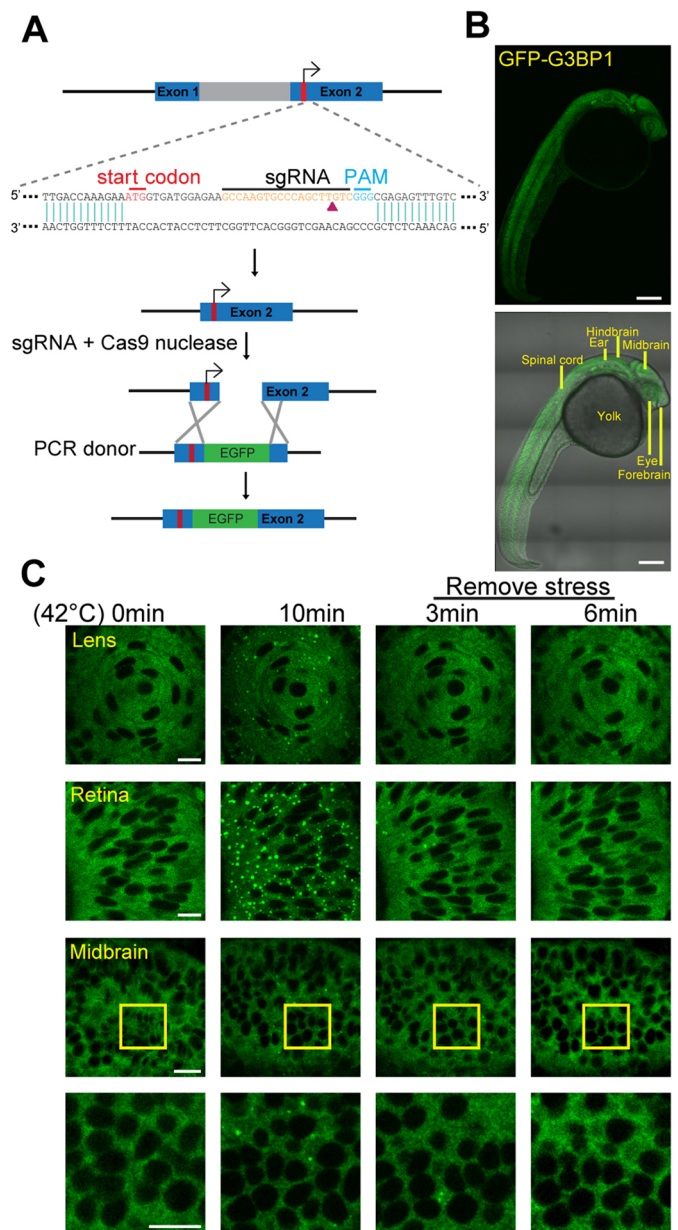 A
Exon 1
Exon 2
start codon
sgRNA
PAM
5' ··· TTGACCAAAGAAATGGTGATGGAGAAGCCAAGTGCCCAGCTTGTCGGGCGAGAGTTTGTC ··· 3'
3' ··· AACTGGTTTCTTTACCACTACCTCTTCGGTTCACGGGTCGAACAGCCCGCTCTCAAACAG ··· 5'
Exon 2
sgRNA + Cas9 nuclease
Exon 2
PCR donor
EGFP
EGFP
Exon 2
B
GFP-G3BP1
Hindbrain
Ear
Midbrain
Spinal cord
Yolk
Eye
Forebrain
C
Remove stress
(42°C) 0min
10min
3min
6min
Lens
Retina
Midbrain